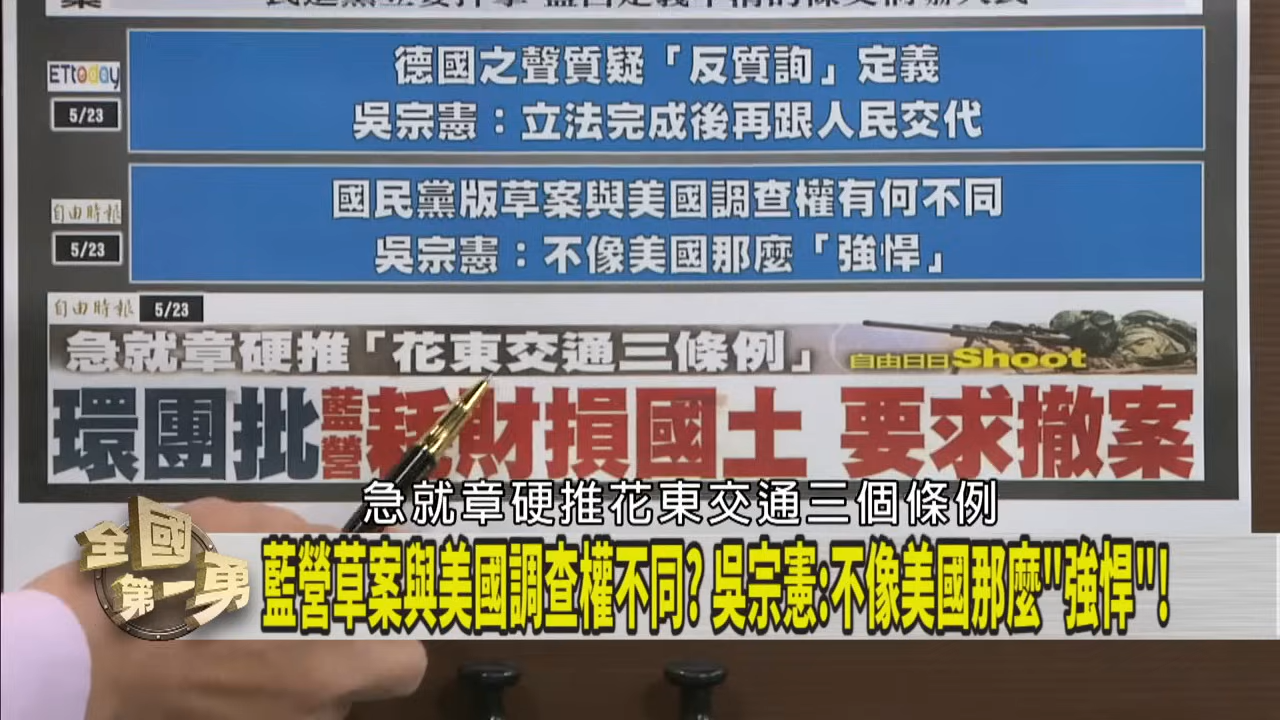 德國之聲質疑「反質詢」定義
ETtoday
5/23
吳宗憲：立法完成後再跟人民交代
國民黨版草案與美國調查權有何不同
自由時報
5/23
吳宗憲：不像美國那麼「強悍」
自由時報 5/23
急就章硬推「花東交通三條例」 自由日日Shoot
環團批藍營耗財損國土 要求撤案
急就章硬推花東交通三個條例
全國第一勇
藍營草案與美國調查權不同? 吳宗憲:不像美國那麼"強悍"!